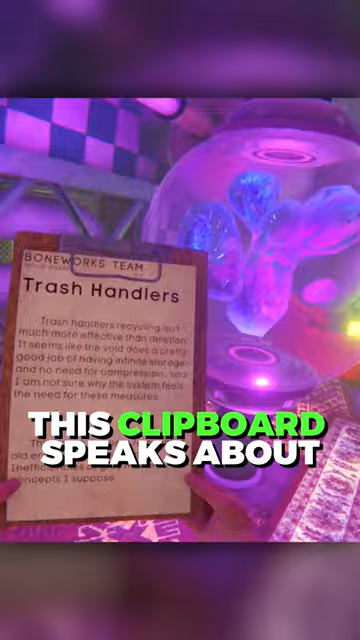 BONEWORKS TEAM
Trash Handlers
Trash handlers recycling isn't
much more effective than deletion.
It seems like the void does a pretty
good job of having infinite storage
and no need for compression, soo
I am not sure why the system feels
the need for these measures.
THIS CLIPBOARD
SPEAKS ABOUT
old
Inefficient
concepts I suppose